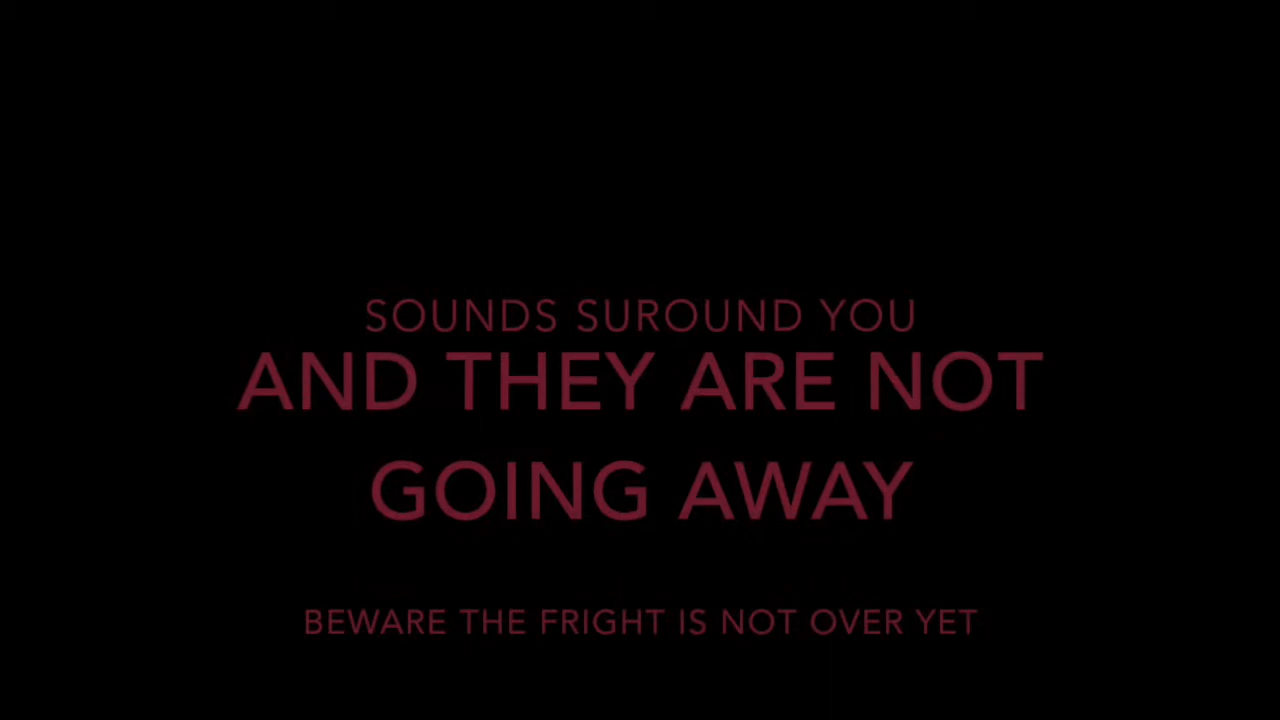 SOUNDS SUROUND YOU
AND THEY ARE NOT
GOING AWAY
BEWARE THE FRIGHT IS NOT OVER YET